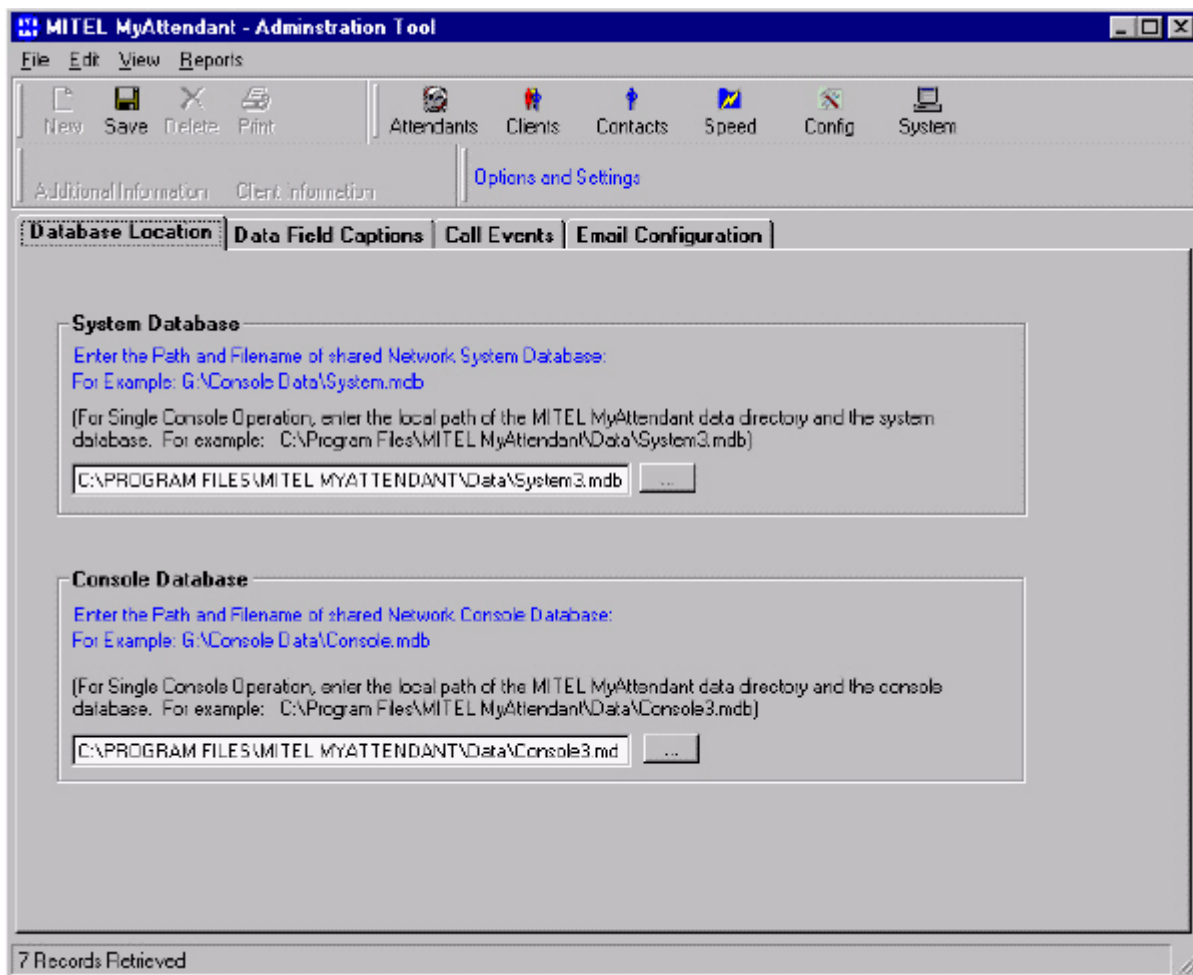 MITEL MyAttendant - Adminstration Tool
File Edit View Reports
New Save Delete Print Attendants Clients Contacts Speed Config System
Additional Information Client Information Options and Settings
Database Location Data Field Captions Call Events Email Configuration
System Database
Enter the Path and Filename of shared Network System Database:
For Example: G:\Console Data\System.mdb
(For Single Console Operation, enter the local path of the MITEL MyAttendant data directory and the system
database. For example: C:\Program Files\MITEL MyAttendant\Data\System3.mdb)
C:\PROGRAM FILES\MITEL MYATTENDANT\Data\System3.mdb ...
Console Database
Enter the Path and Filename of shared Network Console Database:
For Example: G:\Console Data\Console.mdb
(For Single Console Operation, enter the local path of the MITEL MyAttendant data directory and the console
database. For example: C:\Program Files\MITEL MyAttendant\Data\Console3.mdb)
C:\PROGRAM FILES\MITEL MYATTENDANT\Data\Console3.md ...
7 Records Retrieved